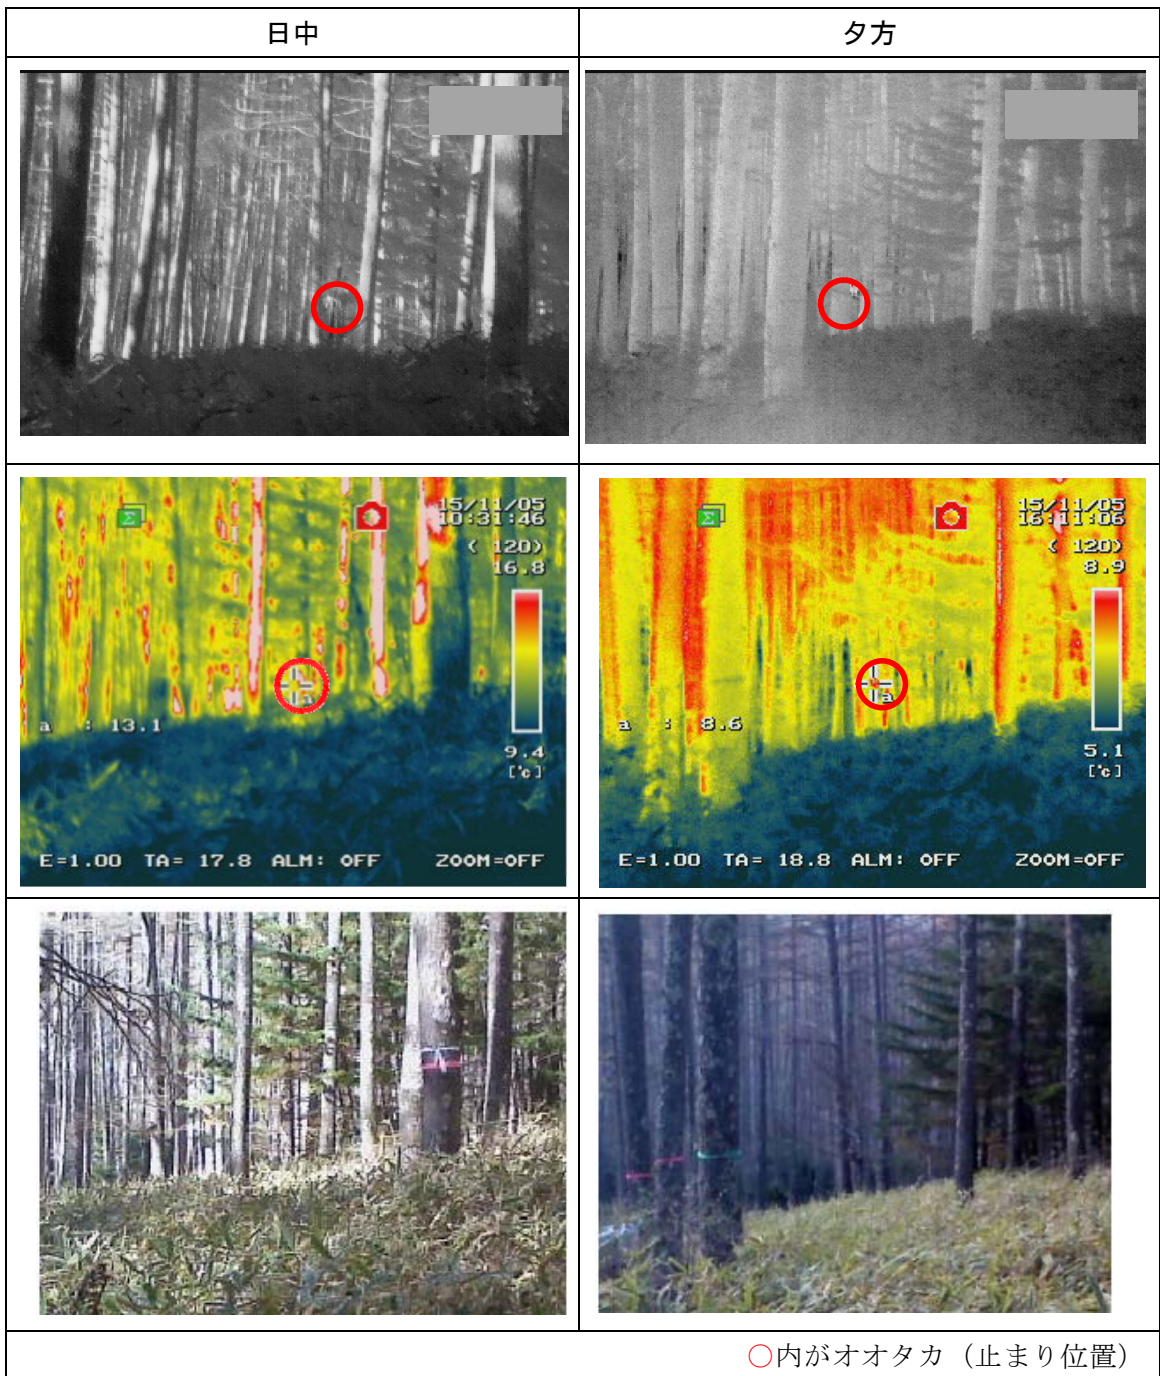 日中
夕方
15/11/05
10:31:46
( 120)
16.8
a : 13.1
9.4
[℃]
E=1.00 TA= 17.8 ALM: OFF ZOOM=OFF
a
Σ
15/11/05
16:11:06
( 120)
8.9
a : 8.6
5.1
[℃]
E=1.00 TA= 18.8 ALM: OFF ZOOM=OFF
a
Σ
○内がオオタカ（止まり位置）